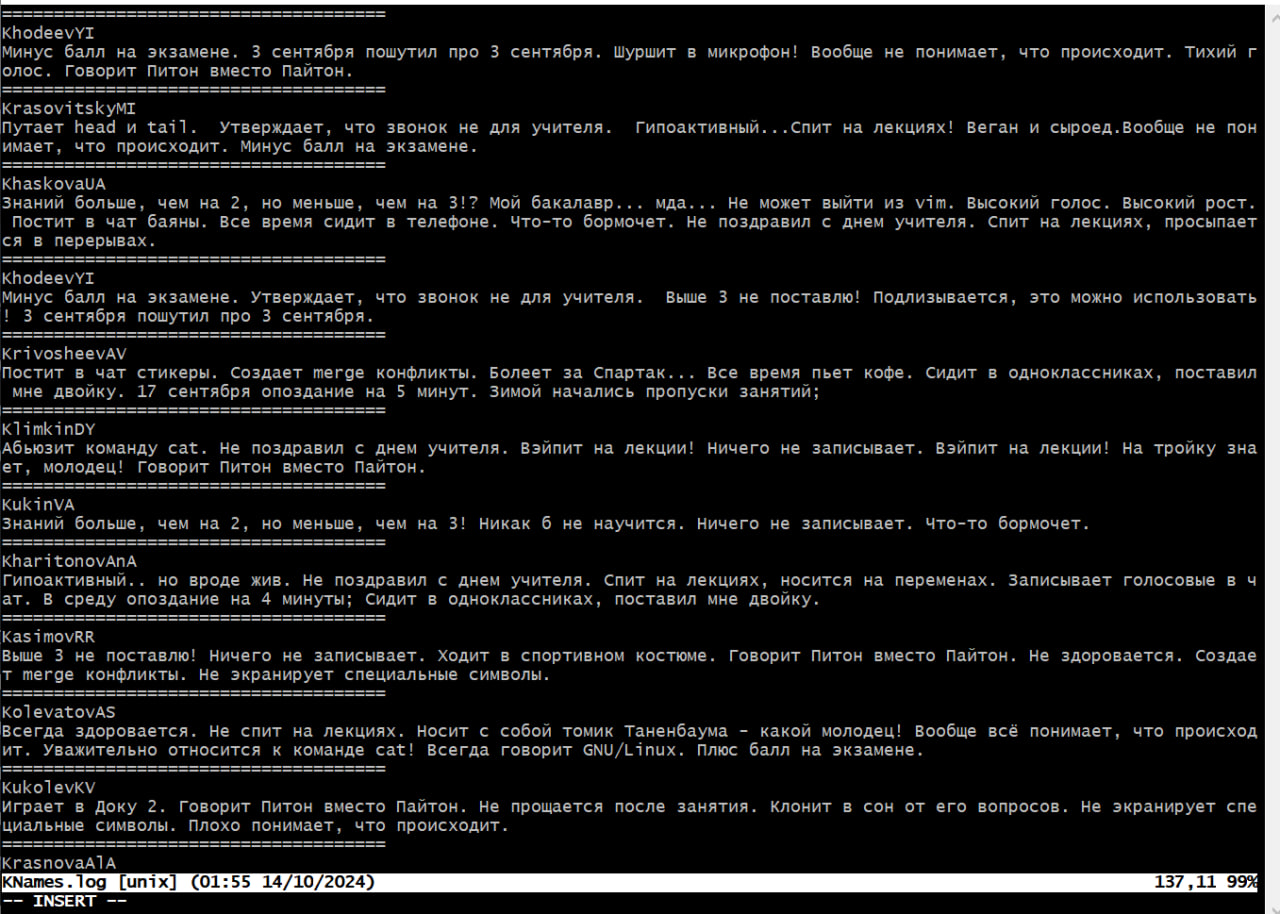 =====================================
KhodeevYI
Минус балл на экзамене. 3 сентября пошутил про 3 сентября. Шуршит в микрофон! Вообще не понимает, что происходит. Тихий г
олос. Говорит Питон вместо Пайтон.
=====================================
KrasovitskyMI
Путает head и tail.  Утверждает, что звонок не для учителя.  Гипоактивный...Спит на лекциях! Веган и сыроед.Вообще не пон
имает, что происходит. Минус балл на экзамене.
=====================================
KhaskovaUA
Знаний больше, чем на 2, но меньше, чем на 3!? Мой бакалавр... мда... Не может выйти из vim. Высокий голос. Высокий рост.
 Постит в чат баяны. Все время сидит в телефоне. Что-то бормочет. Не поздравил с днем учителя. Спит на лекциях, просыпает
ся в перерывах.
=====================================
KhodeevYI
Минус балл на экзамене. Утверждает, что звонок не для учителя.  Выше 3 не поставлю! Подлизывается, это можно использовать
! 3 сентября пошутил про 3 сентября.
=====================================
KrivosheevAV
Постит в чат стикеры. Создает merge конфликты. Болеет за Спартак... Все время пьет кофе. Сидит в одноклассниках, поставил
 мне двойку. 17 сентября опоздание на 5 минут. Зимой начались пропуски занятий;
=====================================
KlimkinDY
Абьюзит команду cat. Не поздравил с днем учителя. Вэйпит на лекции! Ничего не записывает. Вэйпит на лекции! На тройку зна
ет, молодец! Говорит Питон вместо Пайтон.
=====================================
KukinVA
Знаний больше, чем на 2, но меньше, чем на 3! Никак б не научится. Ничего не записывает. Что-то бормочет.
=====================================
KharitonovAnA
Гипоактивный.. но вроде жив. Не поздравил с днем учителя. Спит на лекциях, носится на переменах. Записывает голосовые в ч
ат. В среду опоздание на 4 минуты; Сидит в одноклассниках, поставил мне двойку.
=====================================
KasimovRR
Выше 3 не поставлю! Ничего не записывает. Ходит в спортивном костюме. Говорит Питон вместо Пайтон. Не здоровается. Создае
т merge конфликты. Не экранирует специальные символы.
=====================================
KolevatovAS
Всегда здоровается. Не спит на лекциях. Носит с собой томик Таненбаума - какой молодец! Вообще всё понимает, что происход
ит. Уважительно относится к команде cat! Всегда говорит GNU/Linux. Плюс балл на экзамене.
=====================================
KukolevKV
Играет в Доку 2. Говорит Питон вместо Пайтон. Не прощается после занятия. Клонит в сон от его вопросов. Не экранирует спе
циальные символы. Плохо понимает, что происходит.
=====================================
KrasnovaAlA
KNames.log [unix] (01:55 14/10/2024) 137,11 99%
-- INSERT --